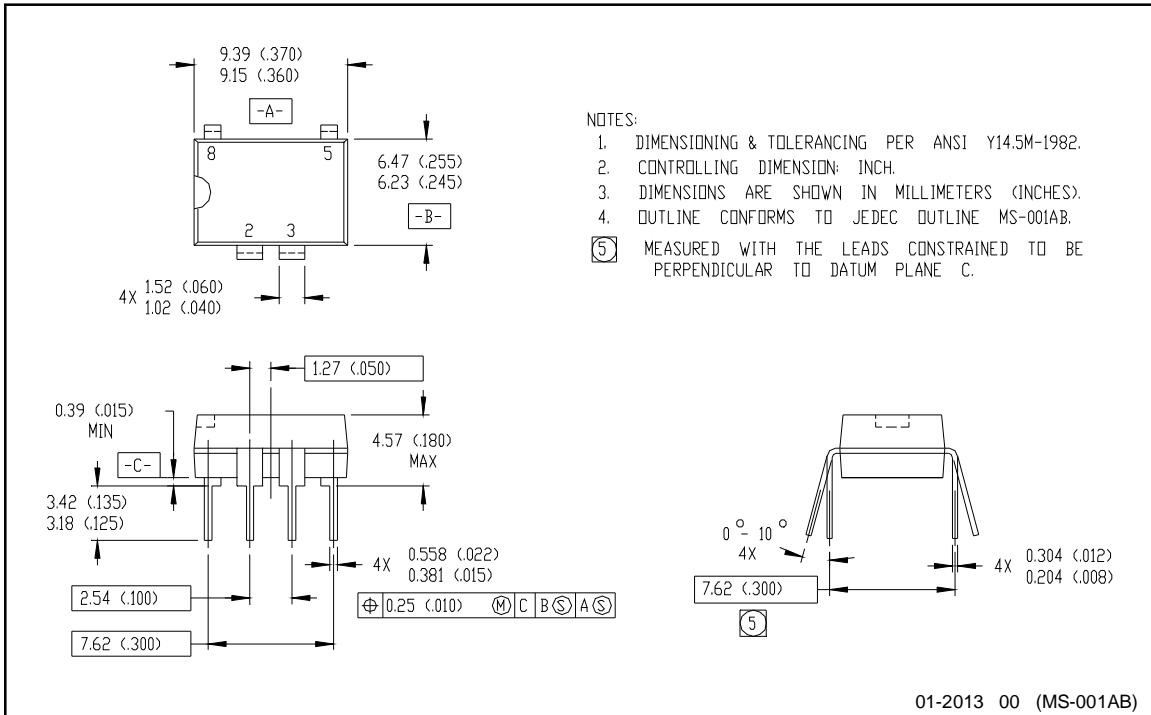 9.39 (.370)
9.15 (.360)
-A-
8
5
6.47 (.255)
6.23 (.245)
-B-
2
3
4X 1.52 (.060)
1.02 (.040)
NOTES:
1. DIMENSIONING & TOLERANCING PER ANSI Y14.5M-1982.
2. CONTROLLING DIMENSION: INCH.
3. DIMENSIONS ARE SHOWN IN MILLIMETERS (INCHES).
4. OUTLINE CONFORMS TO JEDEC OUTLINE MS-001AB.
5 MEASURED WITH THE LEADS CONSTRAINED TO BE
PERPENDICULAR TO DATUM PLANE C.
1.27 (.050)
0.39 (.015)
MIN
-C-
4.57 (.180)
MAX
3.42 (.135)
3.18 (.125)
4X 0.558 (.022)
0.381 (.015)
2.54 (.100)
⌖ 0.25 (.010) Ⓜ C B Ⓢ A Ⓢ
7.62 (.300)
0° - 10°
4X
4X 0.304 (.012)
0.204 (.008)
7.62 (.300)
5
01-2013 00 (MS-001AB)